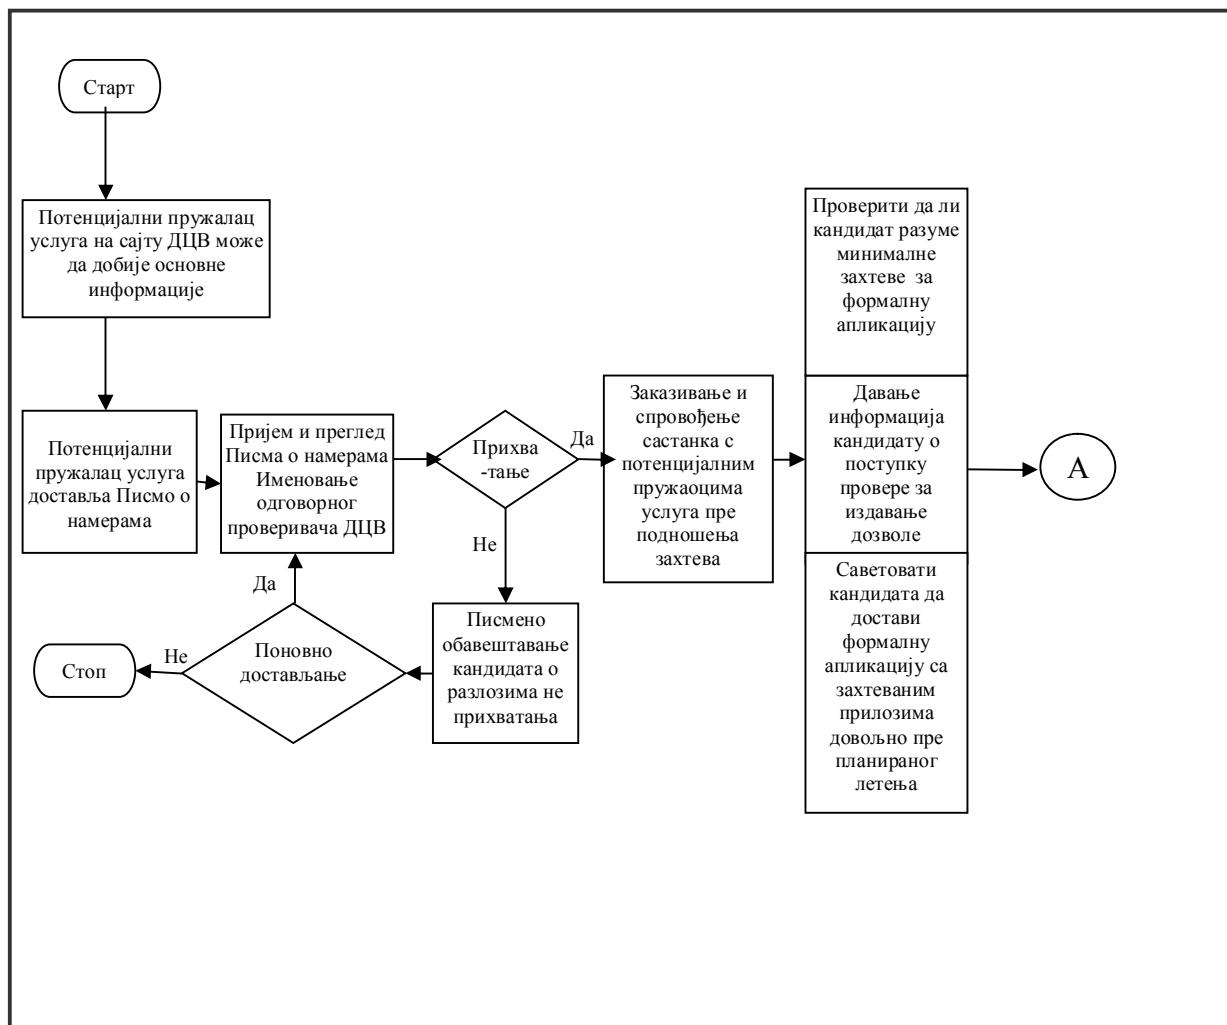 Старт
Потенцијални пружалац
услуга на сајту ДЦВ може
да добије основне
информације
Потенцијални
пружалац услуга
доставља Писмо о
намерама
Пријем и преглед
Писма о намерама
Именовање
одговорног
проверивача ДЦВ
Прихва
-тање
Да
Не
Заказивање и
спровођење
састанка с
потенцијалним
пружаоцима
услуга пре
подношења
захтева
Проверити да ли
кандидат разуме
минималне
захтеве за
формалну
апликацију
Давање
информација
кандидату о
поступку
провере за
издавање
дозволе
Саветовати
кандидата да
достави
формалну
апликацију са
захтеваним
прилозима
довољно пре
планираног
летења
А
Писмено
обавештавање
кандидата о
разлозима не
прихватања
Поновно
достављање
Да
Не
Стоп